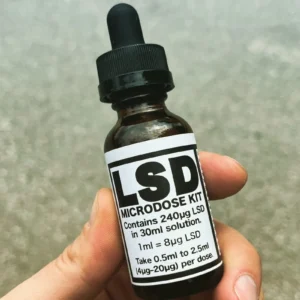 LSD
MICRODOSE KIT
Contains 240µg LSD
in 30ml solution.
1ml = 8µg LSD
Take 0.5ml to 2.5ml
(4µg-20µg) per dose